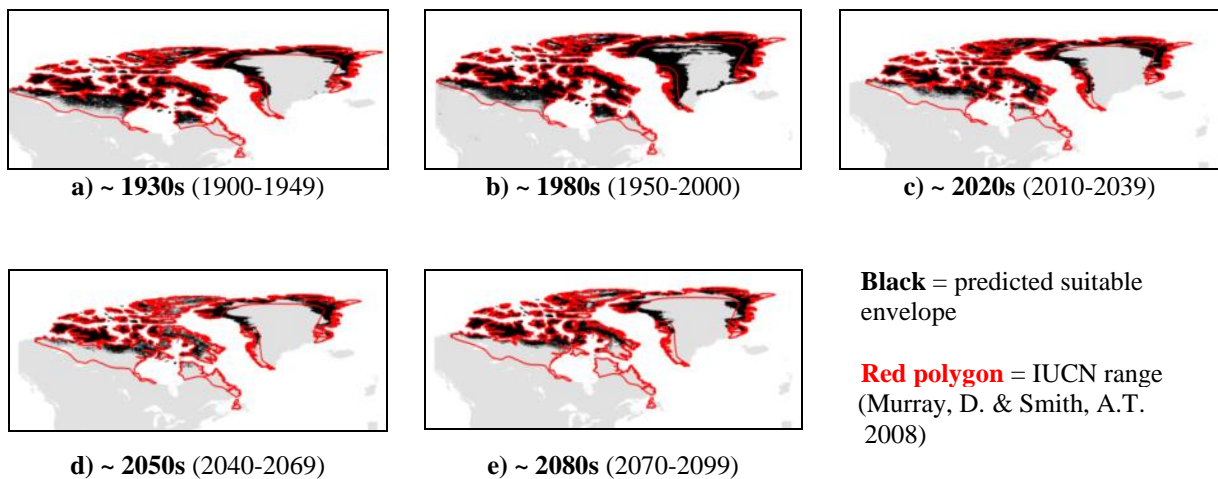 a) ~ 1930s (1900-1949)
b) ~ 1980s (1950-2000)
c) ~ 2020s (2010-2039)
d) ~ 2050s (2040-2069)
e) ~ 2080s (2070-2099)
Black = predicted suitable
envelope
Red polygon = IUCN range
(Murray, D. & Smith, A.T.
2008)